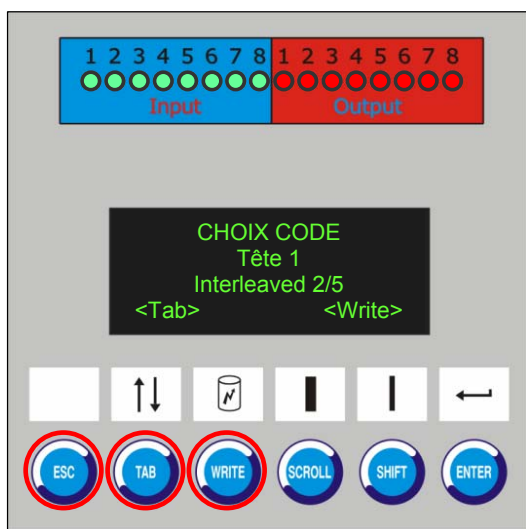 1 2 3 4 5 6 7 8 1 2 3 4 5 6 7 8
Input Output
CHOIX CODE
Tête 1
Interleaved 2/5
<Tab> <Write>
ESC TAB WRITE SCROLL SHIFT ENTER